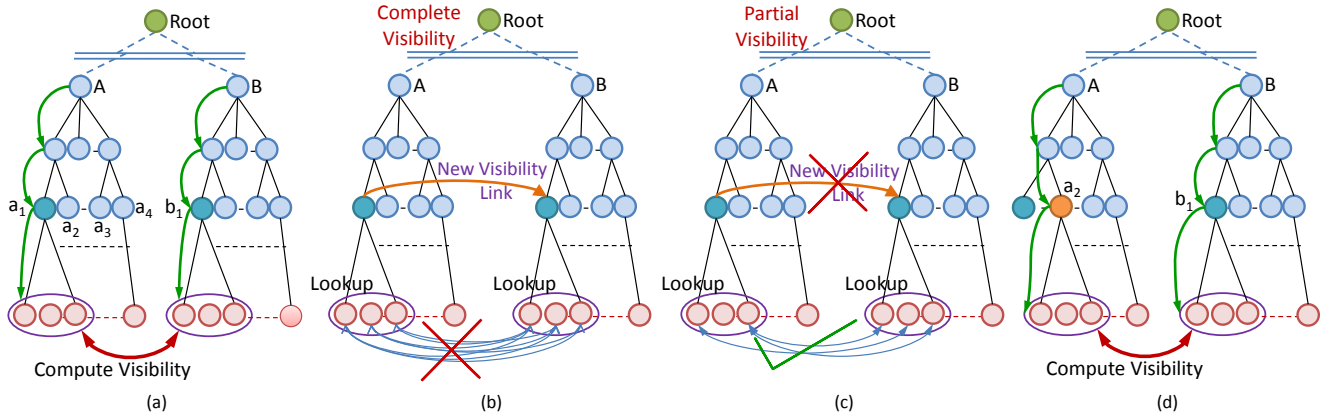 Root
A
B
a1
a2
a3
a4
b1
Compute Visibility
(a)
Complete
Visibility
Root
A
B
New Visibility
Link
Lookup
Lookup
(b)
Partial
Visibility
Root
A
B
New Visibility
Link
Lookup
Lookup
(c)
Root
A
B
a2
b1
Compute Visibility
(d)